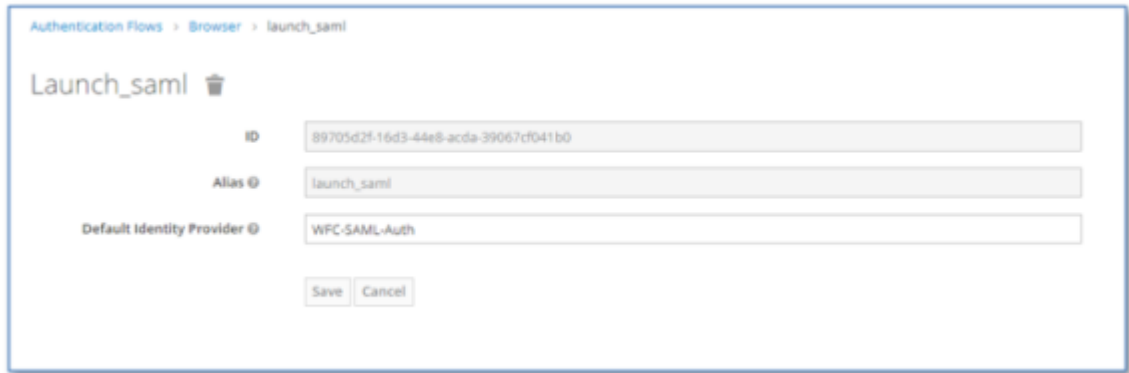 Authentication Flows > Browser > launch_saml
Launch_saml
ID 89705d2f-16d3-44e8-acda-39067cf041b0
Alias launch_saml
Default Identity Provider WFC-SAML-Auth
Save Cancel